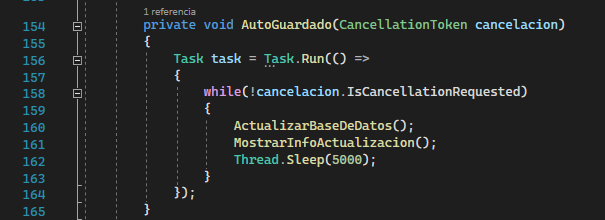 1 referencia
154 private void AutoGuardado(CancellationToken cancelacion)
155 {
156 Task task = Task.Run(() =>
157 {
158 while(!cancelacion.IsCancellationRequested)
159 {
160 ActualizarBaseDeDatos();
161 MostrarInfoActualizacion();
162 Thread.Sleep(5000);
163 }
164 });
165 }